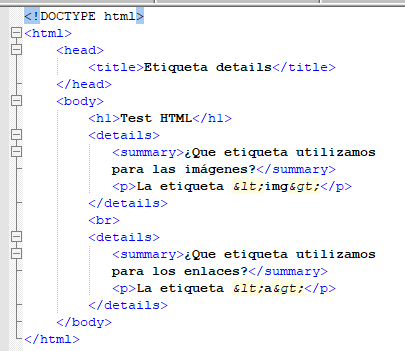 <!DOCTYPE html>
<html>
<head>
<title>Etiqueta details</title>
</head>
<body>
<h1>Test HTML</h1>
<details>
<summary>¿Que etiqueta utilizamos
para las imágenes?</summary>
<p>La etiqueta &lt;img&gt;</p>
</details>
<br>
<details>
<summary>¿Que etiqueta utilizamos
para los enlaces?</summary>
<p>La etiqueta &lt;a&gt;</p>
</details>
</body>
</html>